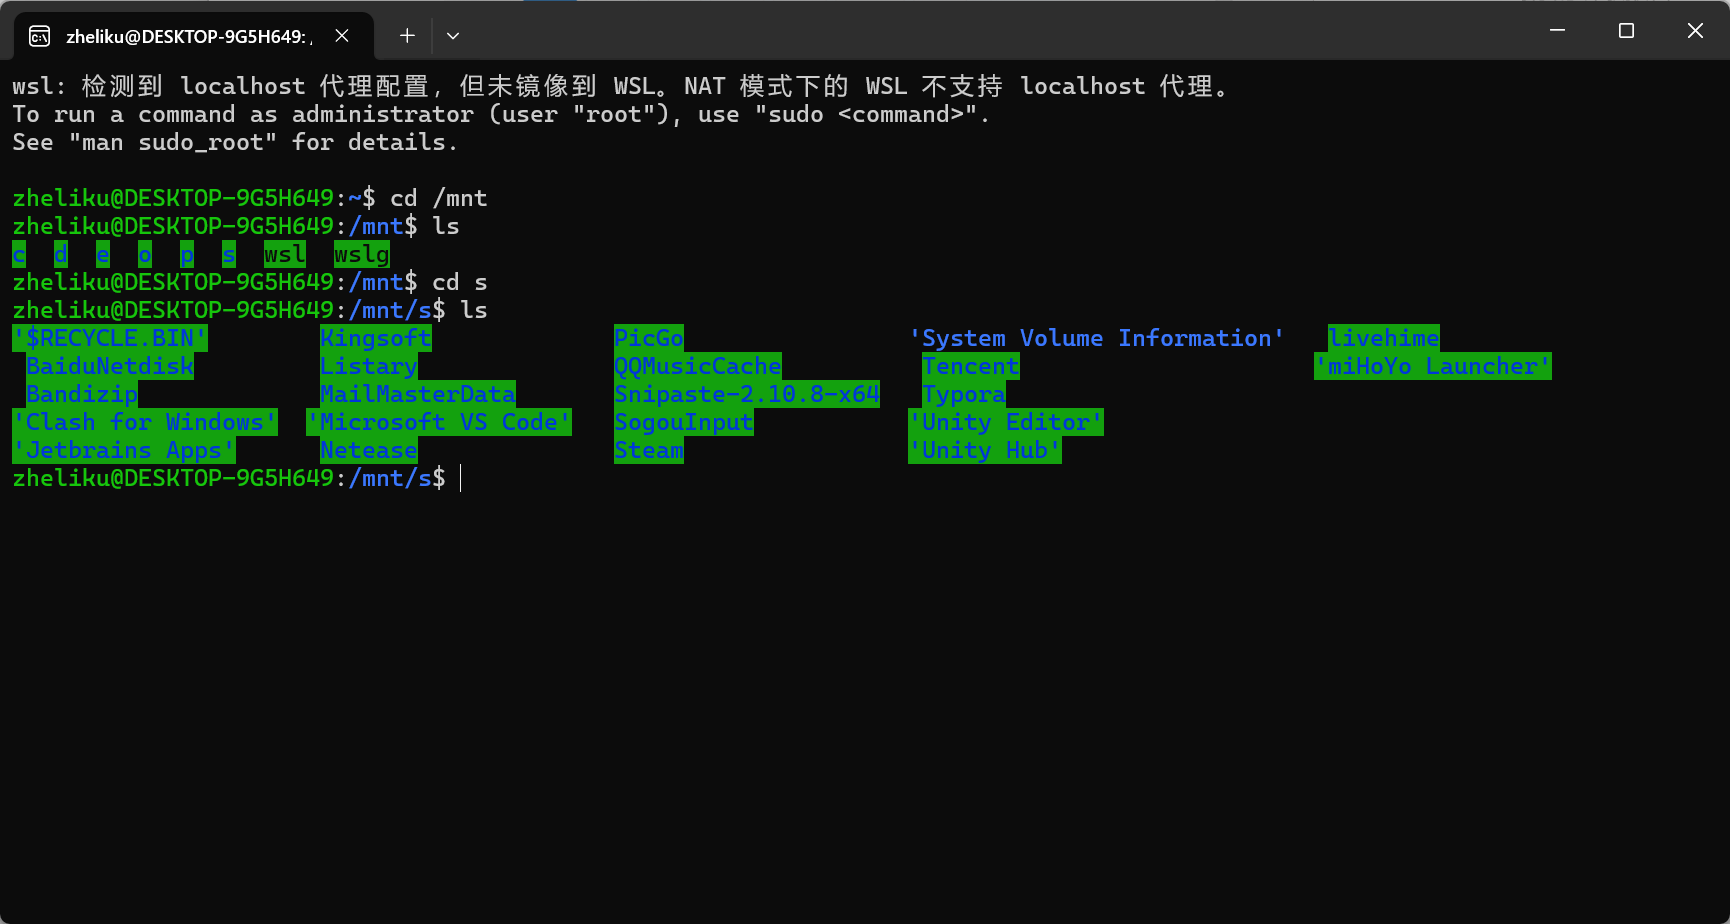 zheliku@DESKTOP-9G5H649: /
wsl: 检测到 localhost 代理配置，但未镜像到 WSL。NAT 模式下的 WSL 不支持 localhost 代理。
To run a command as administrator (user "root"), use "sudo <command>".
See "man sudo_root" for details.
zheliku@DESKTOP-9G5H649:~$ cd /mnt
zheliku@DESKTOP-9G5H649:/mnt$ ls
c d e o p s wsl wslg
zheliku@DESKTOP-9G5H649:/mnt$ cd s
zheliku@DESKTOP-9G5H649:/mnt/s$ ls
'$RECYCLE.BIN' Kingsoft PicGo 'System Volume Information' livehime
BaiduNetdisk Listary QQMusicCache Tencent 'miHoYo Launcher'
Bandizip MailMasterData Snipaste-2.10.8-x64 Typora
'Clash for Windows' 'Microsoft VS Code' SogouInput 'Unity Editor'
'Jetbrains Apps' Netease Steam 'Unity Hub'
zheliku@DESKTOP-9G5H649:/mnt/s$